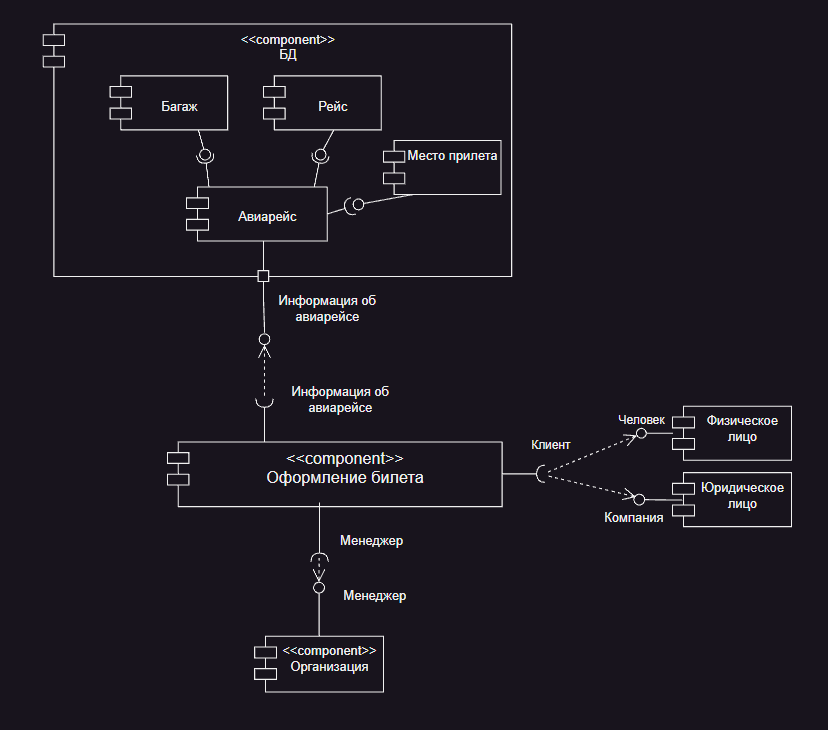 <<component>>
БД
Багаж
Рейс
Место прилета
Авиарейс
Информация об
авиарейсе
Информация об
авиарейсе
<<component>>
Оформление билета
Клиент
Человек
Физическое
лицо
Юридическое
лицо
Компания
Менеджер
Менеджер
<<component>>
Организация